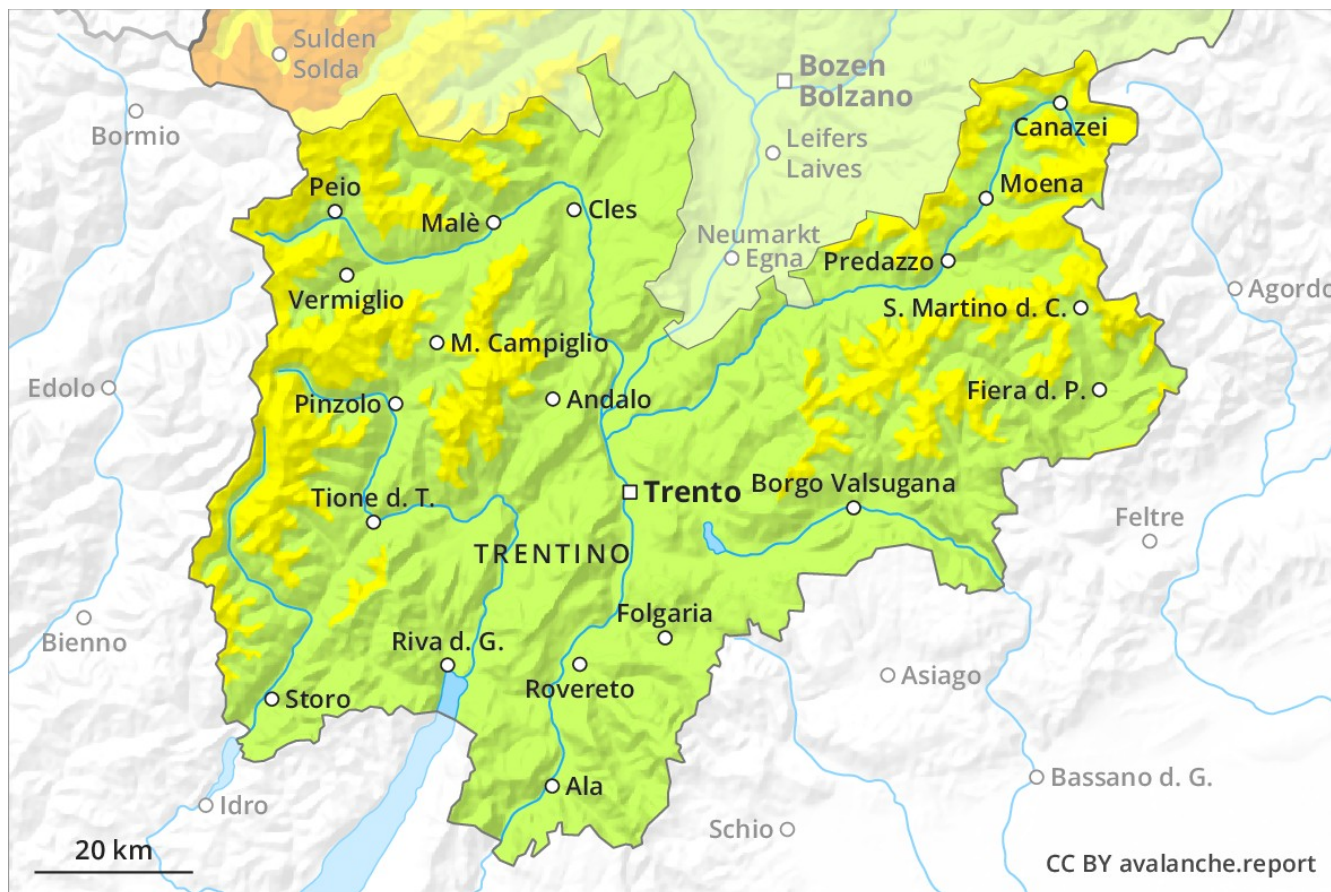 Sulden
Solda
Bozen
Bolzano
Bormio
Canazei
Leifers
Laives
Peio
Moena
Malè
Cles
Neumarkt
Egna
Predazzo
Vermiglio
Agordo
S. Martino d. C.
M. Campiglio
Edolo
Pinzolo
Andalo
Fiera d. P.
Trento
Borgo Valsugana
Tione d. T.
Feltre
TRENTINO
Bienno
Folgaria
Riva d. G.
Rovereto
Asiago
Storo
Ala
Bassano d. G.
Idro
Schio
20 km
CC BY avalanche.report